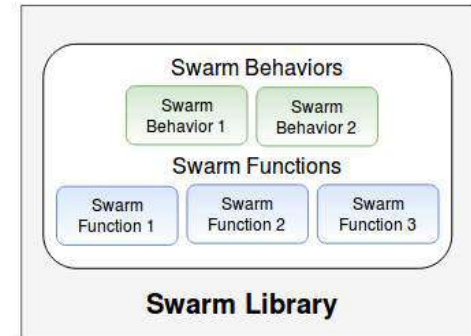 Swarm Behaviors
Swarm
Behavior 1
Swarm
Behavior 2
Swarm Functions
Swarm
Function 1
Swarm
Function 2
Swarm
Function 3
Swarm Library